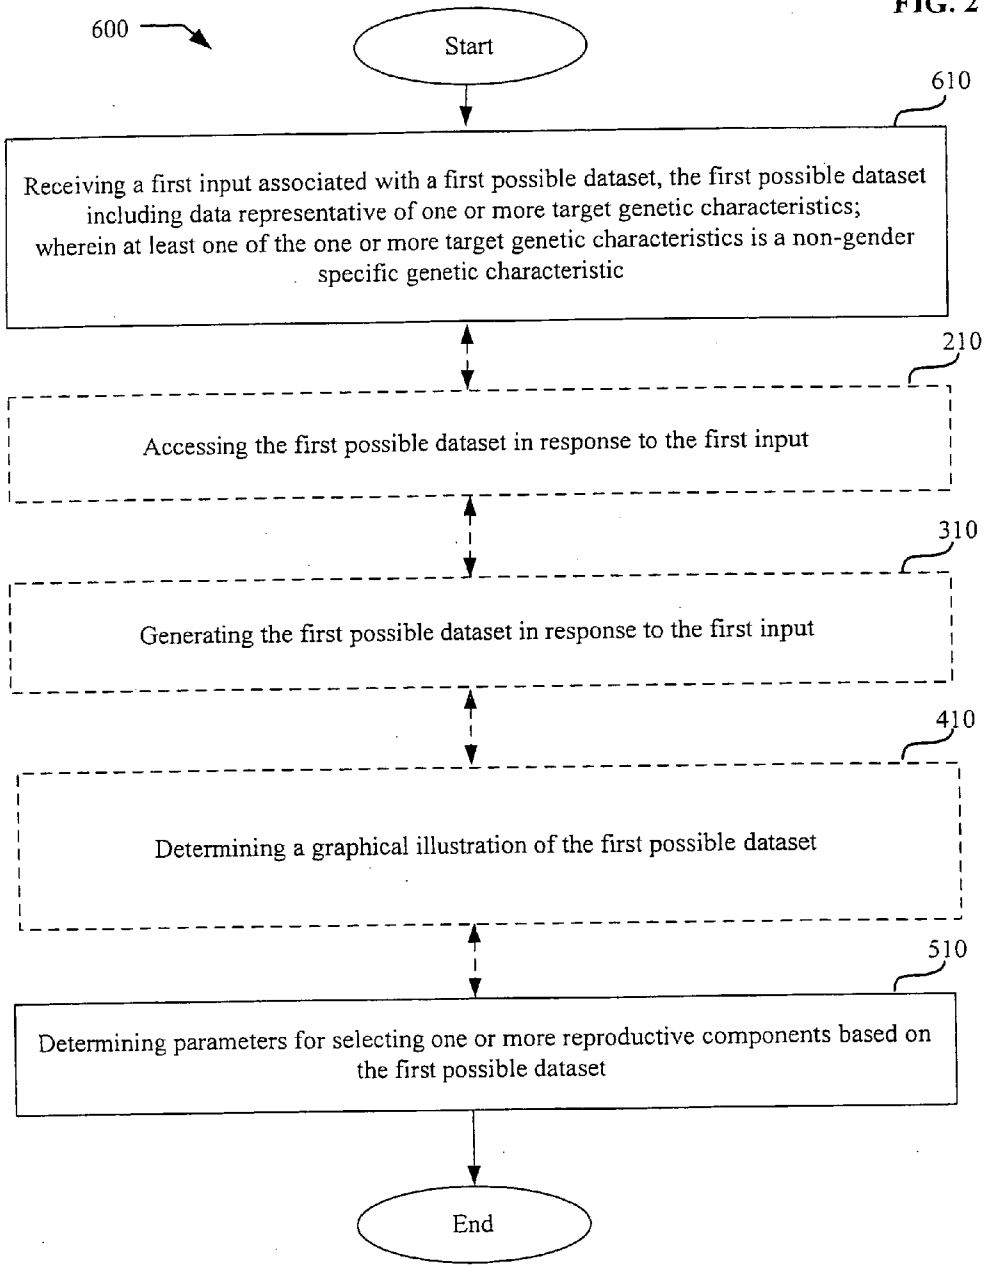 FIG. 2
600
Start
610
Receiving a first input associated with a first possible dataset, the first possible dataset
including data representative of one or more target genetic characteristics;
wherein at least one of the one or more target genetic characteristics is a non-gender
specific genetic characteristic
210
Accessing the first possible dataset in response to the first input
310
Generating the first possible dataset in response to the first input
410
Determining a graphical illustration of the first possible dataset
510
Determining parameters for selecting one or more reproductive components based on
the first possible dataset
End